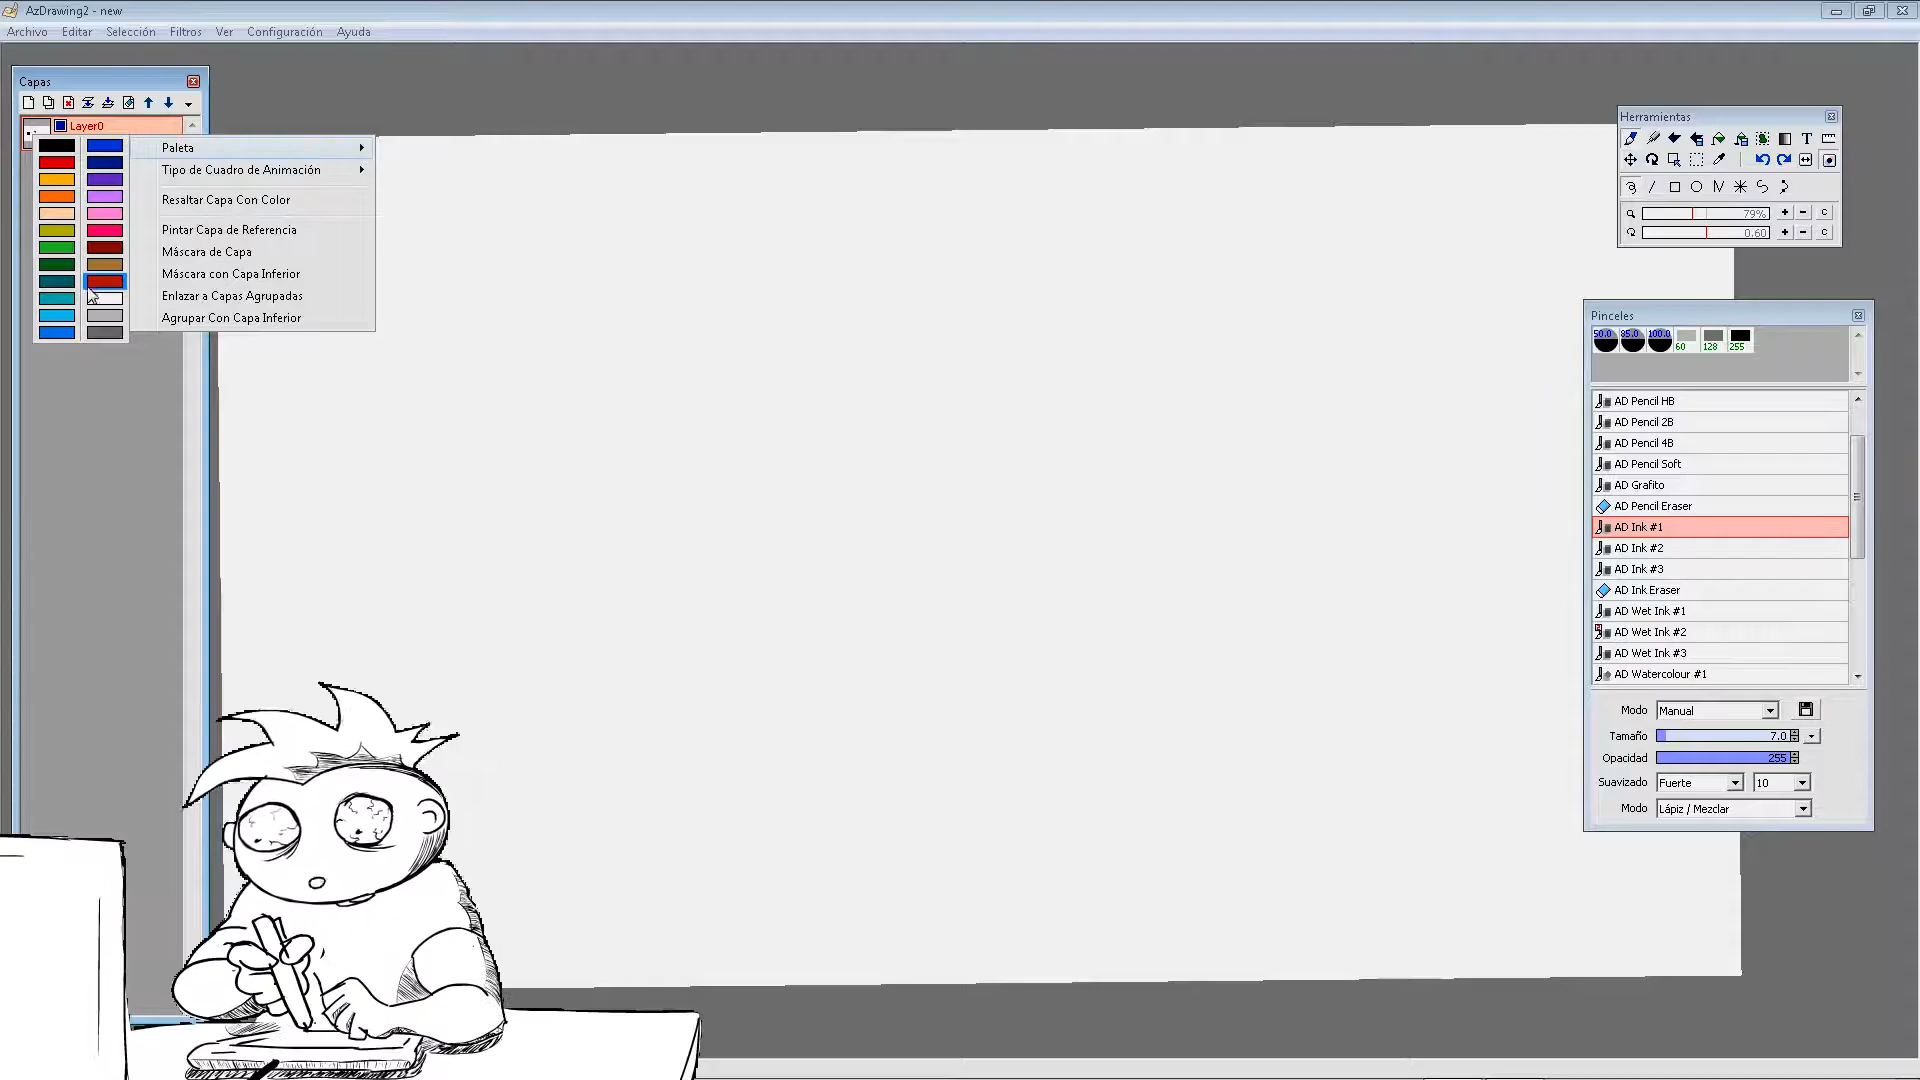 AzDrawing2 - new
Archivo Editar Selección Filtros Ver Configuración Ayuda
Capas
Layer0
Paleta
Tipo de Cuadro de Animación
Resaltar Capa Con Color
Pintar Capa de Referencia
Máscara de Capa
Máscara con Capa Inferior
Enlazar a Capas Agrupadas
Agrupar Con Capa Inferior
Herramientas
T
79% + - C
0.60 + - C
Pinceles
50.0 85.0 100.0 60 128 255
AD Pencil HB
AD Pencil 2B
AD Pencil 4B
AD Pencil Soft
AD Grafito
AD Pencil Eraser
AD Ink #1
AD Ink #2
AD Ink #3
AD Ink Eraser
AD Wet Ink #1
AD Wet Ink #2
AD Wet Ink #3
AD Watercolour #1
Modo Manual
Tamaño 7.0
Opacidad 255
Suavizado Fuerte 10
Modo Lápiz / Mezclar